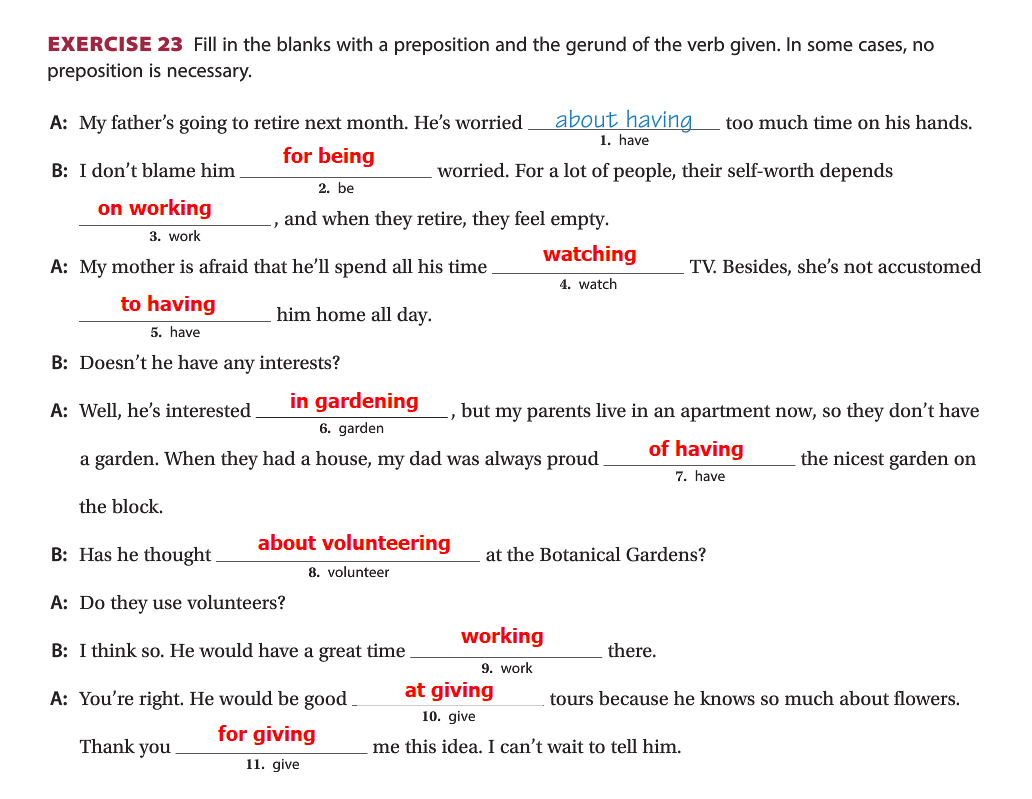 EXERCISE 23 Fill in the blanks with a preposition and the gerund of the verb given. In some cases, no
preposition is necessary.
A: My father’s going to retire next month. He’s worried about having too much time on his hands.
1. have
B: I don’t blame him for being worried. For a lot of people, their self-worth depends
2. be
on working, and when they retire, they feel empty.
3. work
A: My mother is afraid that he’ll spend all his time watching TV. Besides, she’s not accustomed
4. watch
to having him home all day.
5. have
B: Doesn’t he have any interests?
A: Well, he’s interested in gardening, but my parents live in an apartment now, so they don’t have
6. garden
a garden. When they had a house, my dad was always proud of having the nicest garden on
7. have
the block.
B: Has he thought about volunteering at the Botanical Gardens?
8. volunteer
A: Do they use volunteers?
B: I think so. He would have a great time working there.
9. work
A: You’re right. He would be good at giving tours because he knows so much about flowers.
10. give
Thank you for giving me this idea. I can’t wait to tell him.
11. give